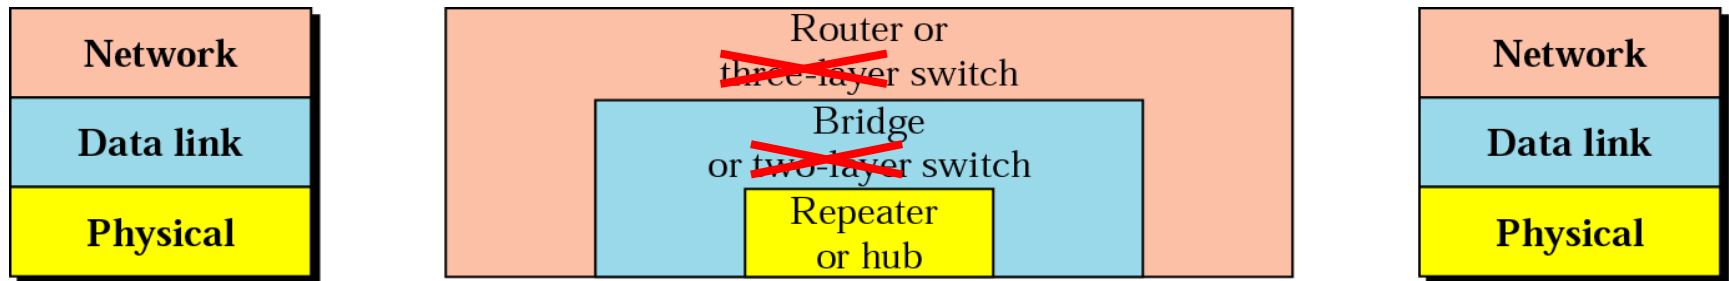 Network
Data link
Physical
Router or
three-layer switch
Bridge
or two-layer switch
Repeater
or hub
Network
Data link
Physical